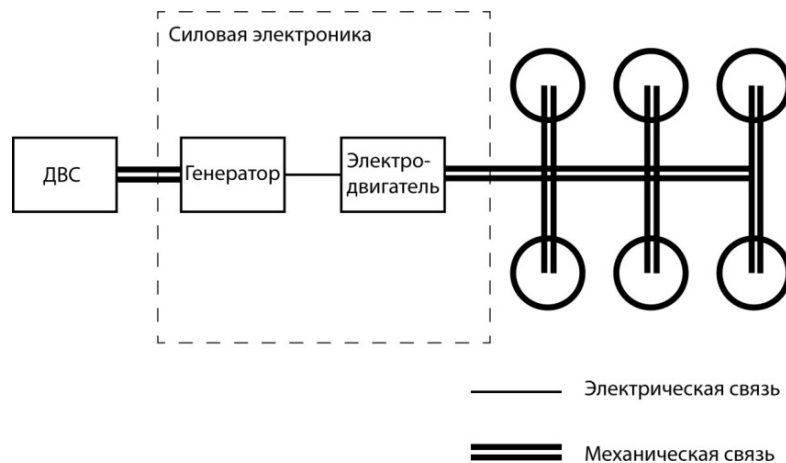 Силовая электроника
ДВС
Генератор
Электро-
двигатель
Электрическая связь
Механическая связь